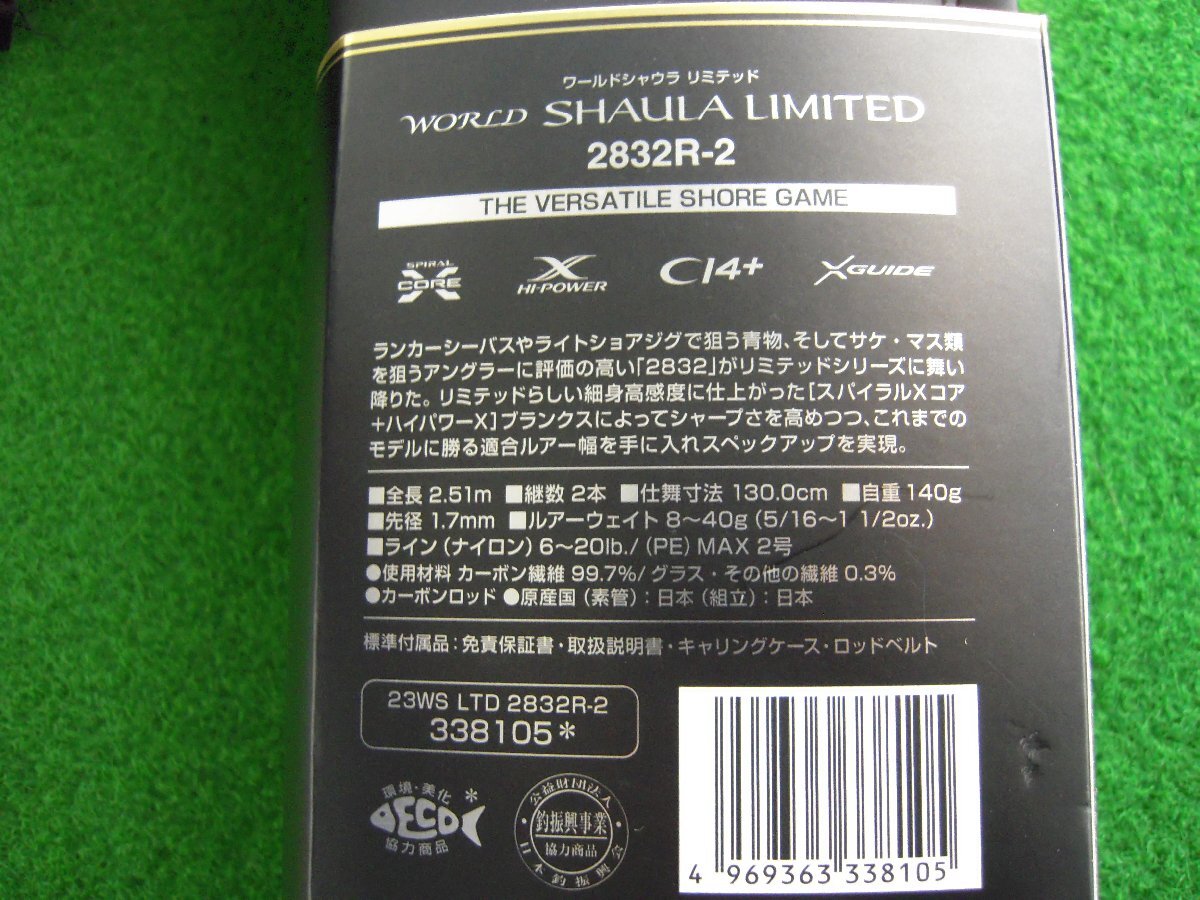 ワールドシャウラ リミテッド
WORLD SHAULA LIMITED
2832R-2
THE VERSATILE SHORE GAME
SPIRAL X CORE X HI-POWER CI4+ XGUIDE
ランカーシーバスやライトショアジグで狙う青物、そしてサケ・マス類
を狙うアングラーに評価の高い「2832」がリミテッドシリーズに舞い
降りた。リミテッドらしい細身高感度に仕上がった[スパイラルXコア
+ハイパワーX]ブランクスによってシャープさを高めつつ、これまでの
モデルに勝る適合ルアー幅を手に入れスペックアップを実現。
■全長 2.51m ■継数 2本 ■仕舞寸法 130.0cm ■自重 140g
■先径 1.7mm ■ルアーウェイト 8～40g (5/16～1 1/2oz.)
■ライン (ナイロン) 6～20lb./ (PE) MAX 2号
●使用材料 カーボン繊維 99.7%/ グラス・その他の繊維 0.3%
●カーボンロッド ●原産国 (素管) : 日本 (組立) : 日本
標準付属品 : 免責保証書・取扱説明書・キャリングケース・ロッドベルト
23WS LTD 2832R-2
338105*
環境・美化*
DECO
協力商品
公益財団法人
釣振興事業
協力商品
日本釣振興会
4 969363 338105